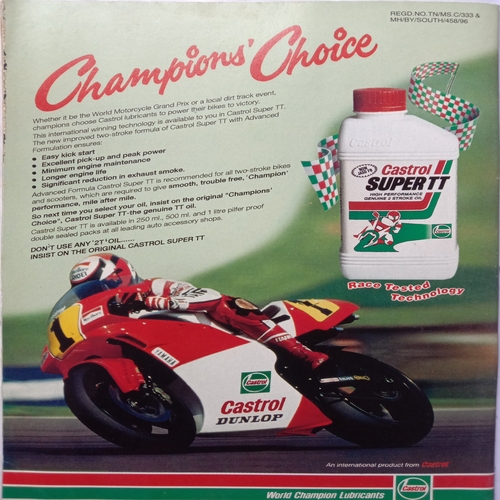 REGD.NO.TN/MS.C/333 &
MH/BY/SOUTH/458/96
Champions' Choice
Whether it be the World Motorcycle Grand Prix or a local dirt track event,
champions choose Castrol lubricants to power their bikes to victory.
This international winning technology is available to you in Castrol Super TT.
The new improved two-stroke formula of Castrol Super TT with Advanced
Formulation ensures:
● Easy kick start
● Excellent pick-up and peak power
● Minimum engine maintenance
● Longer engine life
● Significant reduction in exhaust smoke.
Advanced Formula Castrol Super TT is recommended for all two-stroke bikes
and scooters, which are required to give smooth, trouble free, 'Champion'
performance, mile after mile.
So next time you select your oil, insist on the original "Champions'
Choice", Castrol Super TT-the genuine TT oil.
Castrol Super TT is available in 250 ml., 500 ml. and 1 litre pilfer proof
double sealed packs at all leading auto accessory shops.
DON'T USE ANY '2T' OIL......
INSIST ON THE ORIGINAL CASTROL SUPER TT
Castrol
Castrol
SUPER TT
HIGH PERFORMANCE
GENUINE 2 STROKE OIL
Castrol
Race Tested
Technology
1
1
YAMAHA
Castrol
Castrol
DUNLOP
An international product from Castrol
World Champion Lubricants
Castrol